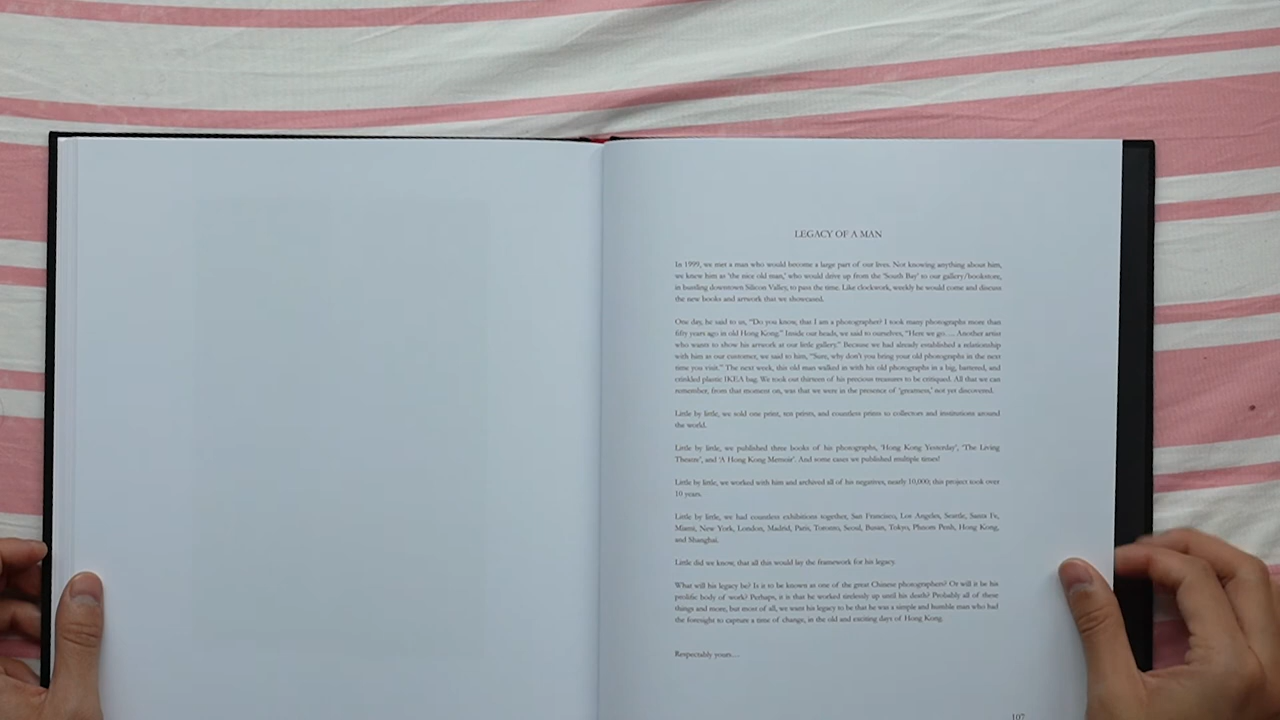 LEGACY OF A MAN
In 1999, we met a man who would become a large part of our lives. Not knowing anything about him,
we knew him as 'the nice old man,' who would drive up from the 'South Bay' to our gallery/bookstore,
in bustling downtown Silicon Valley, to pass the time. Like clockwork, weekly he would come and discuss
the new books and artwork that we showcased.
One day, he said to us, "Do you know, that I am a photographer? I took many photographs more than
fifty years ago in old Hong Kong." Inside our heads, we said to ourselves, "Here we go… Another artist
who wants to show his artwork at our little gallery." Because we had already established a relationship
with him as our customer, we said to him, "Sure, why don't you bring your old photographs in the next
time you visit." The next week, this old man walked in with his old photographs in a big, battered, and
crinkled plastic IKEA bag. We took out thirteen of his precious treasures to be critiqued. All that we can
remember, from that moment on, was that we were in the presence of 'greatness,' not yet discovered.
Little by little, we sold one print, ten prints, and countless prints to collectors and institutions around
the world.
Little by little, we published three books of his photographs, 'Hong Kong Yesterday', 'The Living
Theatre', and 'A Hong Kong Memoir'. And some cases we published multiple times!
Little by little, we worked with him and archived all of his negatives, nearly 10,000; this project took over
10 years.
Little by little, we had countless exhibitions together, San Francisco, Los Angeles, Seattle, Santa Fe,
Miami, New York, London, Madrid, Paris, Toronto, Seoul, Busan, Tokyo, Phnom Penh, Hong Kong,
and Shanghai.
Little did we know, that all this would lay the framework for his legacy.
What will his legacy be? Is it to be known as one of the great Chinese photographers? Or will it be his
prolific body of work? Perhaps, it is that he worked tirelessly up until his death? Probably all of these
things and more, but most of all, we want his legacy to be that he was a simple and humble man who had
the foresight to capture a time of change, in the old and exciting days of Hong Kong.
Respectably yours…
107